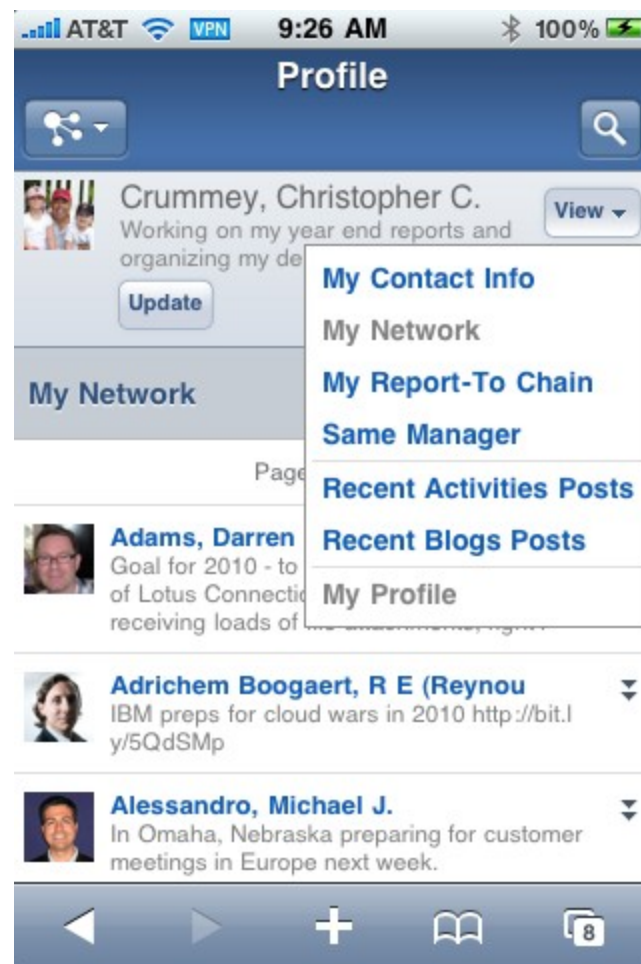 AT&T VPN 9:26 AM 100%
Profile
Crummey, Christopher C.
View
Working on my year end reports and
organizing my de
Update
My Contact Info
My Network
My Report-To Chain
Same Manager
Recent Activities Posts
Recent Blogs Posts
My Profile
My Network
Page
Adams, Darren
Goal for 2010 - to
of Lotus Connectio
receiving loads of
Adrichem Boogaert, R E (Reynou
IBM preps for cloud wars in 2010 http://bit.l
y/5QdSMp
Alessandro, Michael J.
In Omaha, Nebraska preparing for customer
meetings in Europe next week.
8